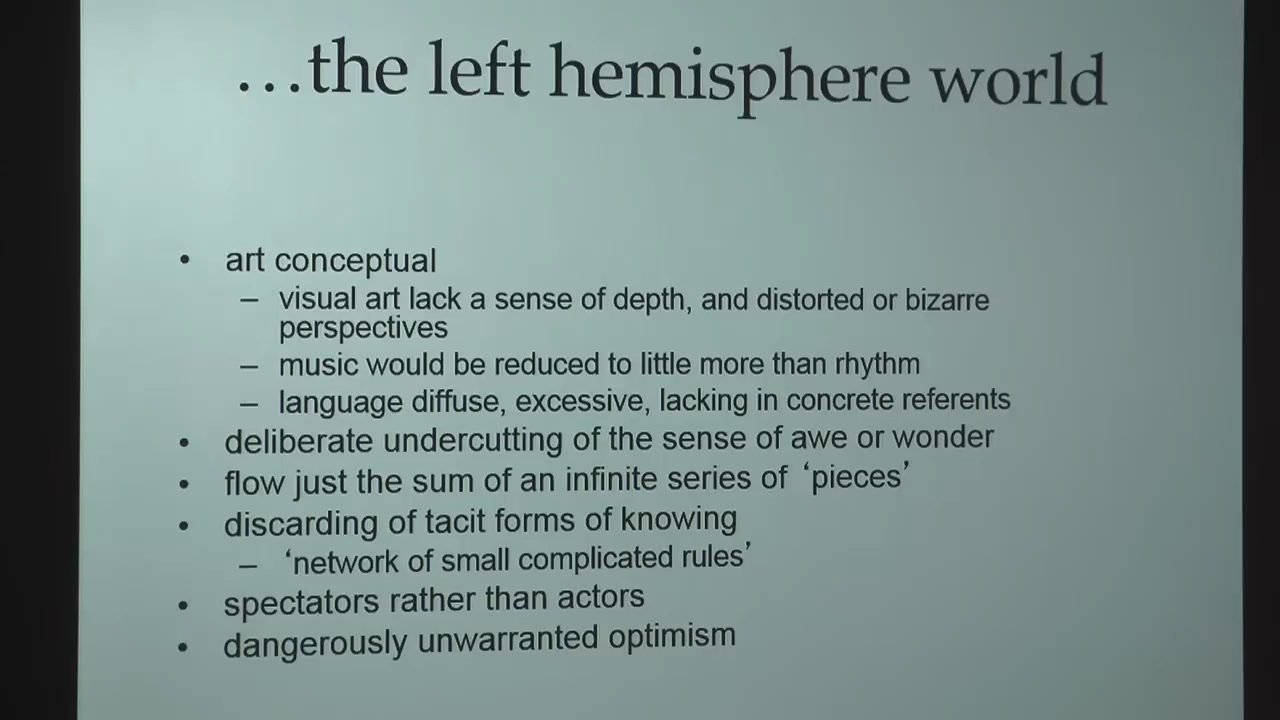 …the left hemisphere world
• art conceptual
– visual art lack a sense of depth, and distorted or bizarre
perspectives
– music would be reduced to little more than rhythm
– language diffuse, excessive, lacking in concrete referents
• deliberate undercutting of the sense of awe or wonder
• flow just the sum of an infinite series of ‘pieces’
• discarding of tacit forms of knowing
– ‘network of small complicated rules’
• spectators rather than actors
• dangerously unwarranted optimism